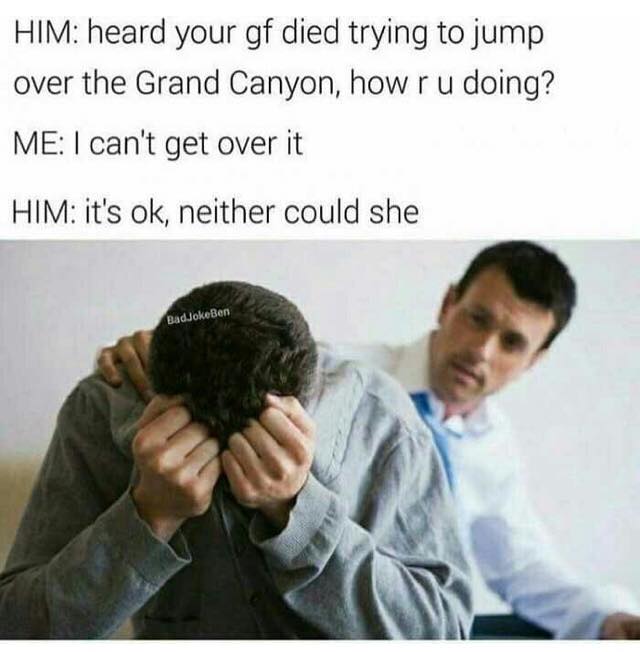 HIM: heard your gf died trying to jump
over the Grand Canyon, how r u doing?
ME: I can't get over it
HIM: it's ok, neither could she
BadJokeBen